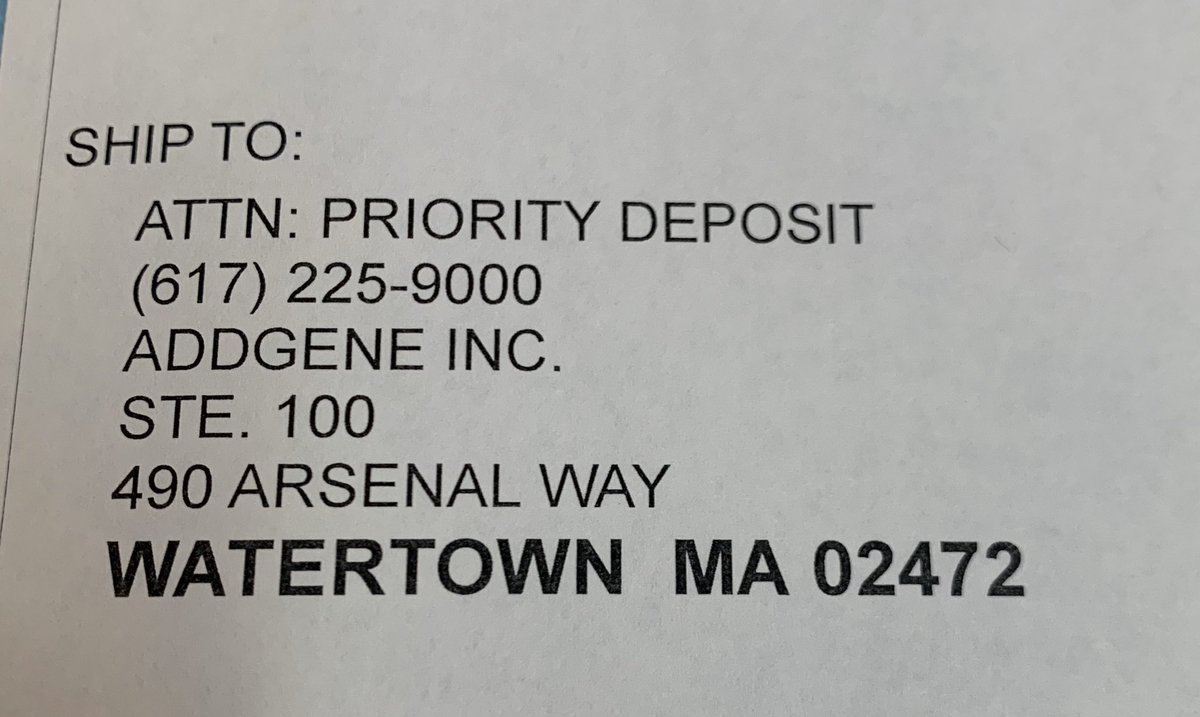 SHIP TO:
ATTN: PRIORITY DEPOSIT
(617) 225-9000
ADDGENE INC.
STE. 100
490 ARSENAL WAY
WATERTOWN MA 02472